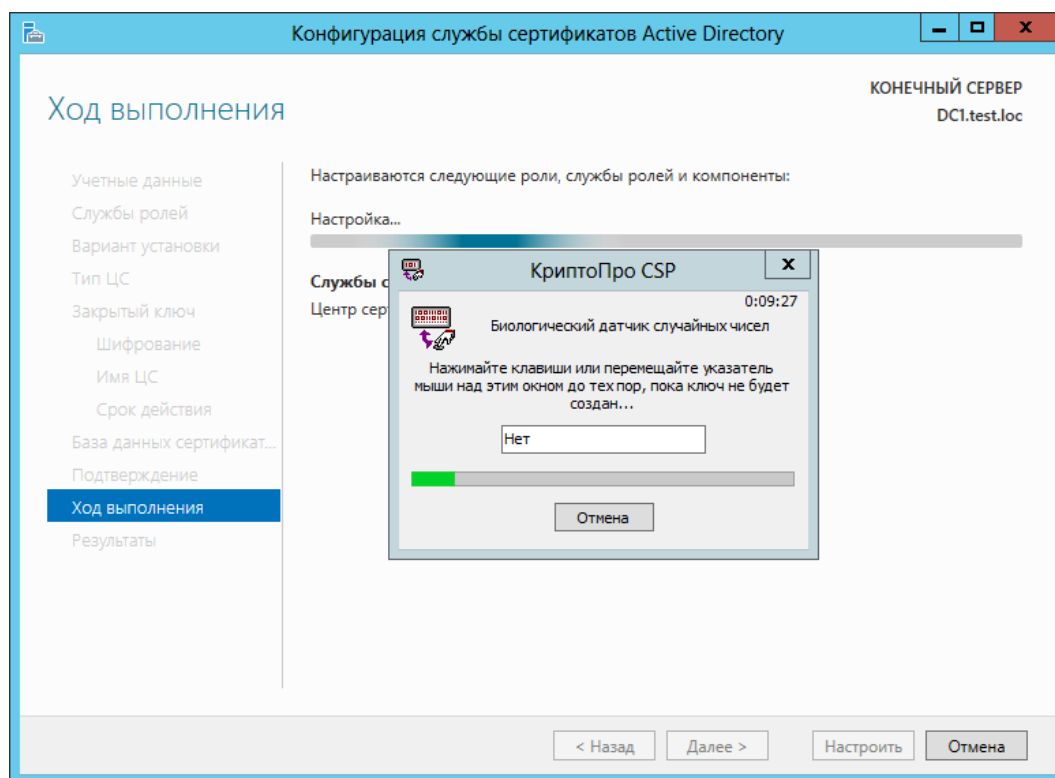 Конфигурация службы сертификатов Active Directory
Ход выполнения
КОНЕЧНЫЙ СЕРВЕР
DC1.test.loc
Учетные данные
Службы ролей
Вариант установки
Тип ЦС
Закрытый ключ
Шифрование
Имя ЦС
Срок действия
База данных сертификат...
Подтверждение
Ход выполнения
Результаты
Настраиваются следующие роли, службы ролей и компоненты:
Настройка...
Службы с
Центр сер
КриптоПро CSP
0:09:27
Биологический датчик случайных чисел
Нажимайте клавиши или перемещайте указатель
мыши над этим окном до тех пор, пока ключ не будет
создан...
Нет
Отмена
< Назад
Далее >
Настроить
Отмена